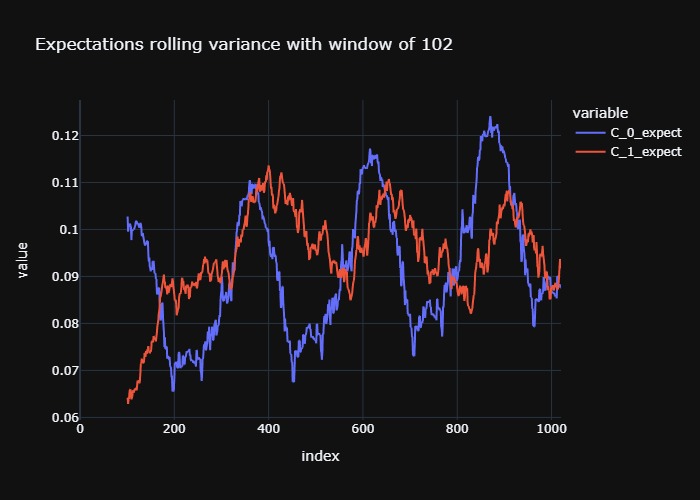 Expectations rolling variance with window of 102
variable
C_0_expect
C_1_expect
0.12
0.11
0.1
0.09
0.08
0.07
0.06
value
0 200 400 600 800 1000
index